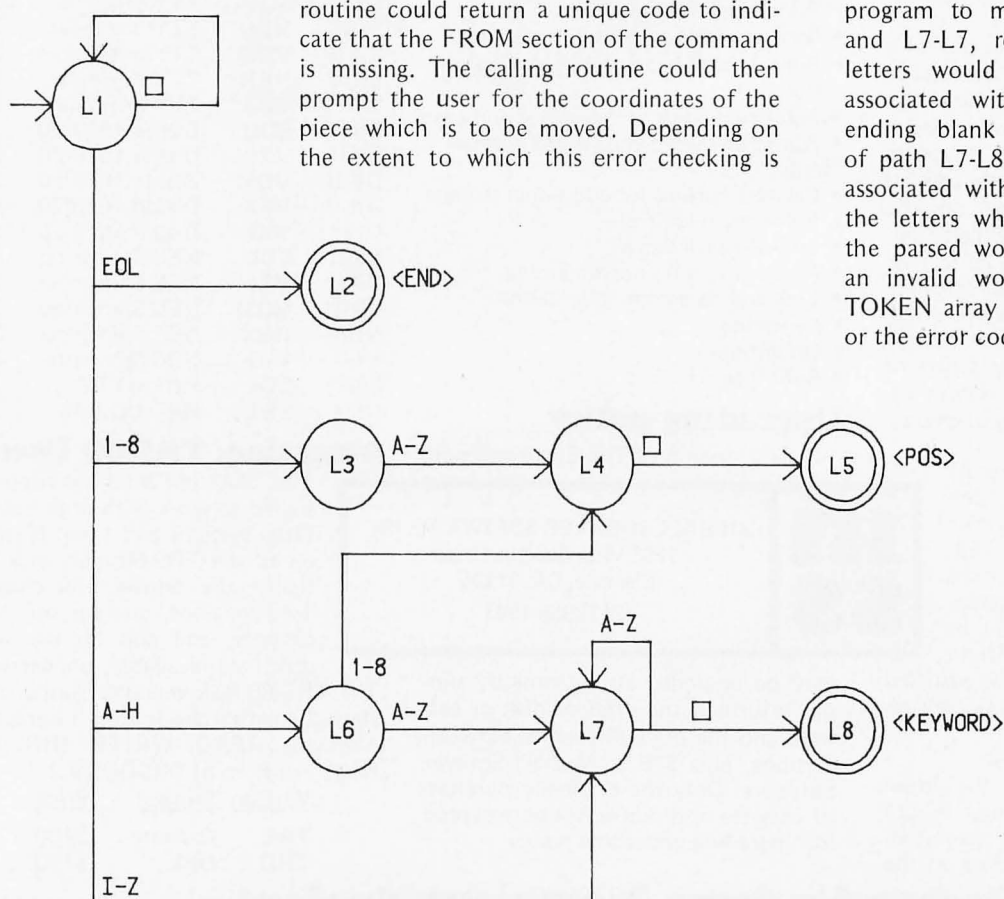 routine could return a unique code to indi-
cate that the FROM section of the command
is missing. The calling routine could then
prompt the user for the coordinates of the
piece which is to be moved. Depending on
the extent to which this error checking is
program to m
and L7-L7, r
letters would
associated wit
ending blank
of path L7-L8
associated with
the letters wh
the parsed wo
an invalid wo
TOKEN array
or the error co
L1
EOL
L2 <END>
1-8
L3 A-Z L4 L5 <POS>
A-Z
1-8
A-H
L6 A-Z L7 L8 <KEYWORD>
I-Z